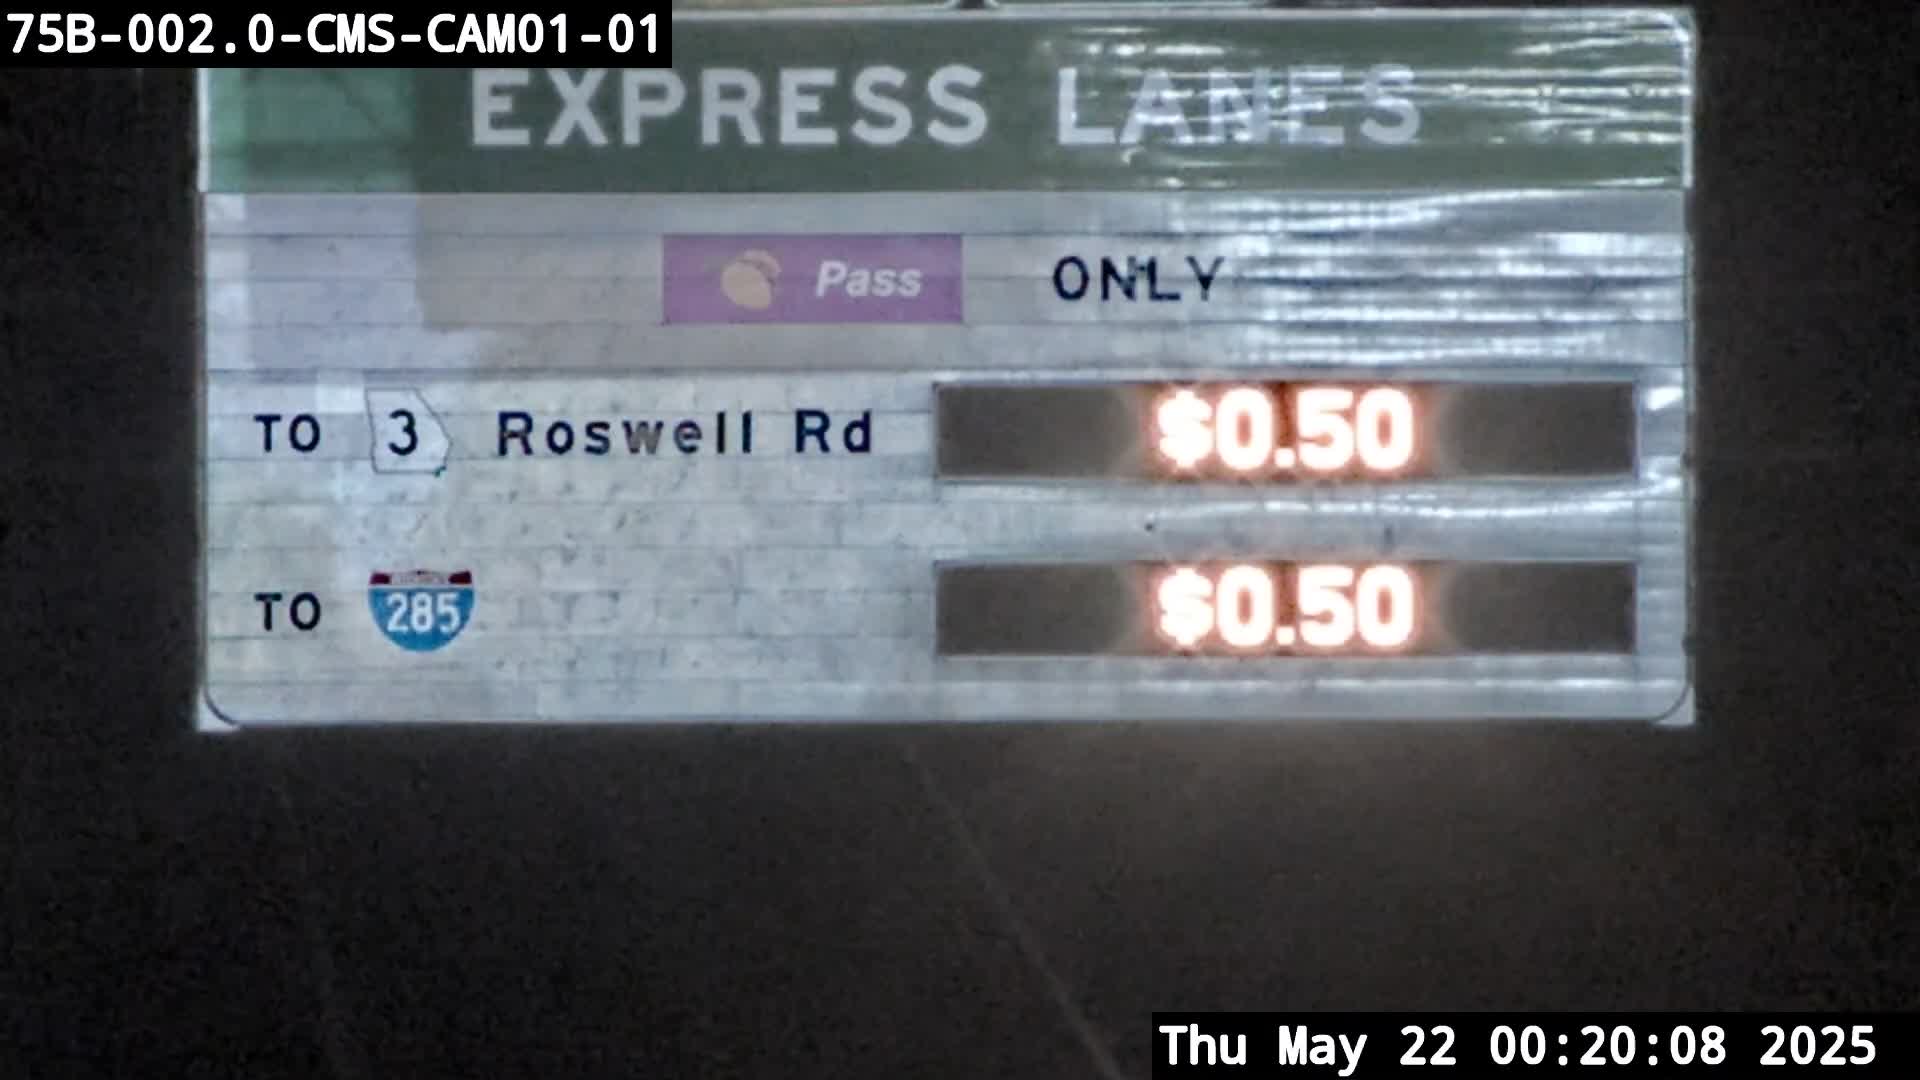 75B-002.0-CMS-CAM01-01
EXPRESS LANES
Pass ONLY
TO 3 Roswell Rd $0.50
TO 285 $0.50
Thu May 22 00:20:08 2025